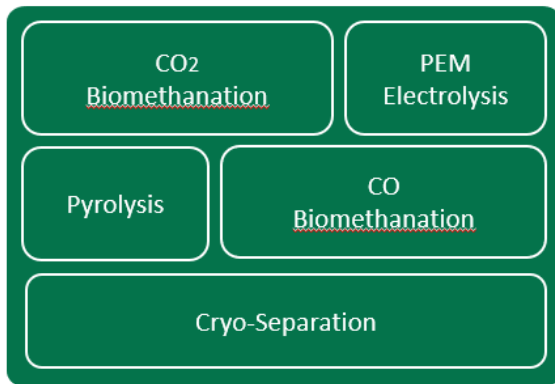 CO2
Biomethanation
PEM
Electrolysis
Pyrolysis
CO
Biomethanation
Cryo-Separation